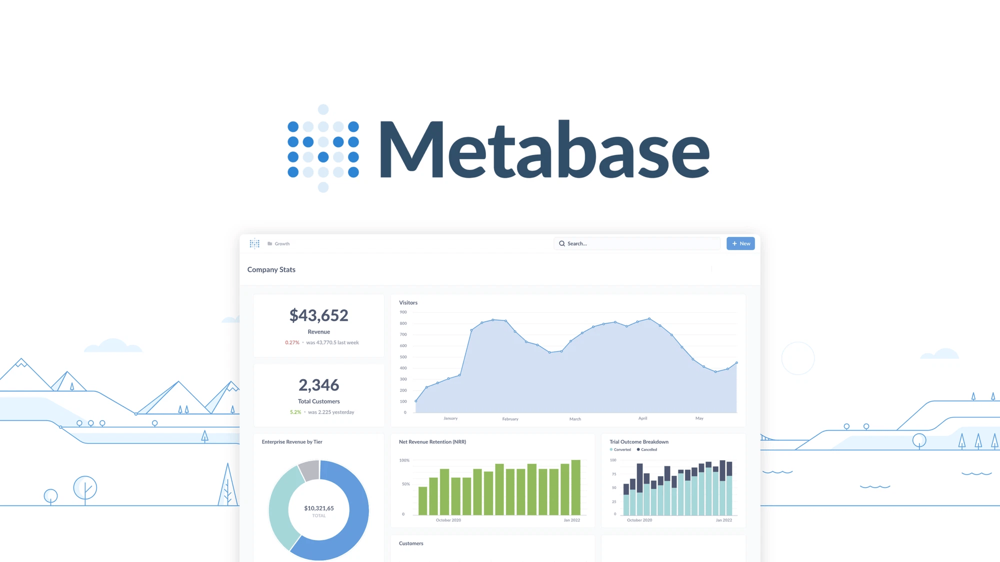 Metabase
Growth
Search...
+ New
Company Stats
$43,652
Revenue
0.27% • was 43,770.5 last week
2,346
Total Customers
5.2% • was 2.225 yesterday
Visitors
900
800
700
600
500
400
300
200
100
0
January
February
March
April
May
Enterprise Revenue by Tier
$10,321,65
TOTAL
Net Revenue Retention (NRR)
100%
50%
0
October 2020
Jan 2022
Trial Outcome Breakdown
Converted
Cancelled
100
75
50
25
0
October 2020
Jan 2022
Customers